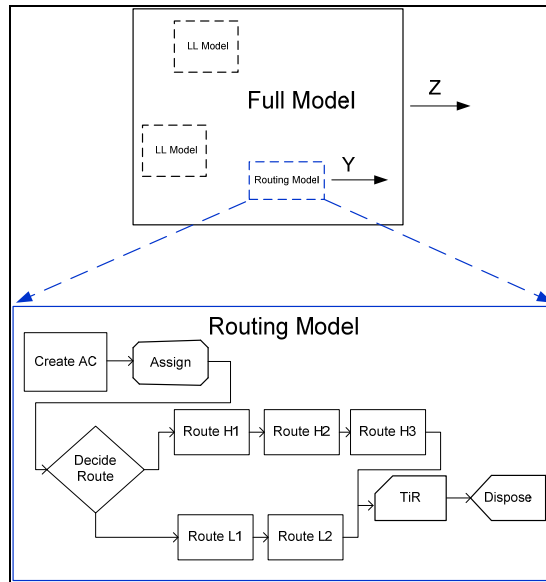 LL Model
Full Model
Z
LL Model
Y
Routing Model
Routing Model
Create AC
Assign
Decide
Route
Route H1
Route H2
Route H3
Route L1
Route L2
TiR
Dispose